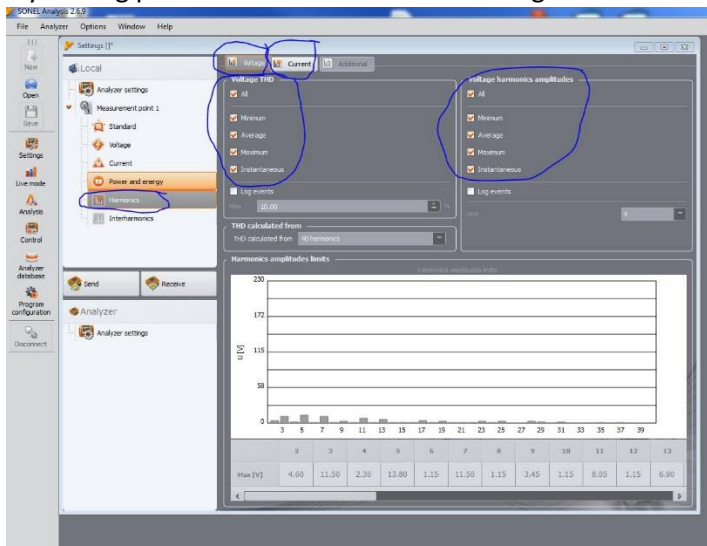 SONEL Analysis 2.6.9
File Analyzer Options Window Help
New
Open
Save
Settings
Live mode
Analysis
Control
Analyzer
database
Program
configuration
Disconnect
Settings []*
Local
Analyzer settings
Measurement point 1
Standard
Voltage
Current
Power and energy
Harmonics
Interharmonics
Send Receive
Analyzer
Analyzer settings
Voltage Current Additional
Voltage THD
All
Minimum
Average
Maximum
Instantaneous
Log events
Max 10.00 %
THD calculated from
THD calculated from 40 harmonics
Voltage harmonics amplitudes
All
Minimum
Average
Maximum
Instantaneous
Log events
Unit V
Harmonics amplitudes limits
Harmonics amplitudes limits
230
172
115
58
0
U [V]
3 5 7 9 11 13 15 17 19 21 23 25 27 29 31 33 35 37 39
2 3 4 5 6 7 8 9 10 11 12 13
Max [V] 4.60 11.50 2.30 13.80 1.15 11.50 1.15 3.45 1.15 8.05 1.15 6.90